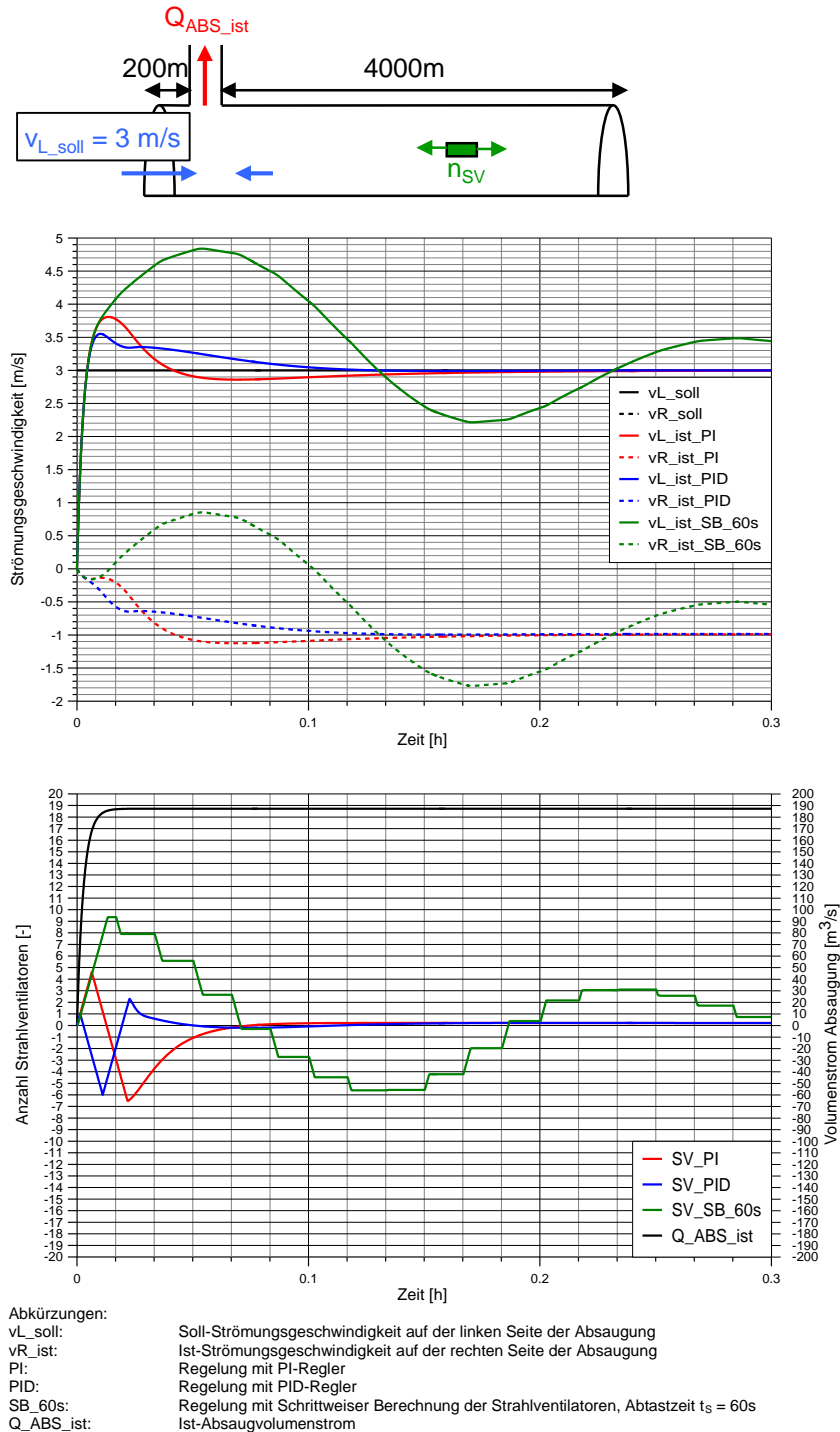 Q_ABS_ist
200m 4000m
v_L_soll = 3 m/s
n_SV
5
4.5
4
3.5
3
2.5
2
1.5
1
0.5
0
-0.5
-1
-1.5
-2
Strömungsgeschwindigkeit [m/s]
vL_soll
vR_soll
vL_ist_PI
vR_ist_PI
vL_ist_PID
vR_ist_PID
vL_ist_SB_60s
vR_ist_SB_60s
0 0.1 0.2 0.3
Zeit [h]
20 200
19 190
18 180
17 170
16 160
15 150
14 140
13 130
12 120
11 110
10 100
9 90
8 80
7 70
6 60
5 50
4 40
3 30
2 20
1 10
0 0
-1 -10
-2 -20
-3 -30
-4 -40
-5 -50
-6 -60
-7 -70
-8 -80
-9 -90
-10 -100
-11 -110
-12 -120
-13 -130
-14 -140
-15 -150
-16 -160
-17 -170
-18 -180
-19 -190
-20 -200
Anzahl Strahlventilatoren [-]
Volumenstrom Absaugung [m³/s]
SV_PI
SV_PID
SV_SB_60s
Q_ABS_ist
0 0.1 0.2 0.3
Zeit [h]
Abkürzungen:
vL_soll: Soll-Strömungsgeschwindigkeit auf der linken Seite der Absaugung
vR_ist: Ist-Strömungsgeschwindigkeit auf der rechten Seite der Absaugung
PI: Regelung mit PI-Regler
PID: Regelung mit PID-Regler
SB_60s: Regelung mit Schrittweiser Berechnung der Strahlventilatoren, Abtastzeit t_S = 60s
Q_ABS_ist: Ist-Absaugvolumenstrom